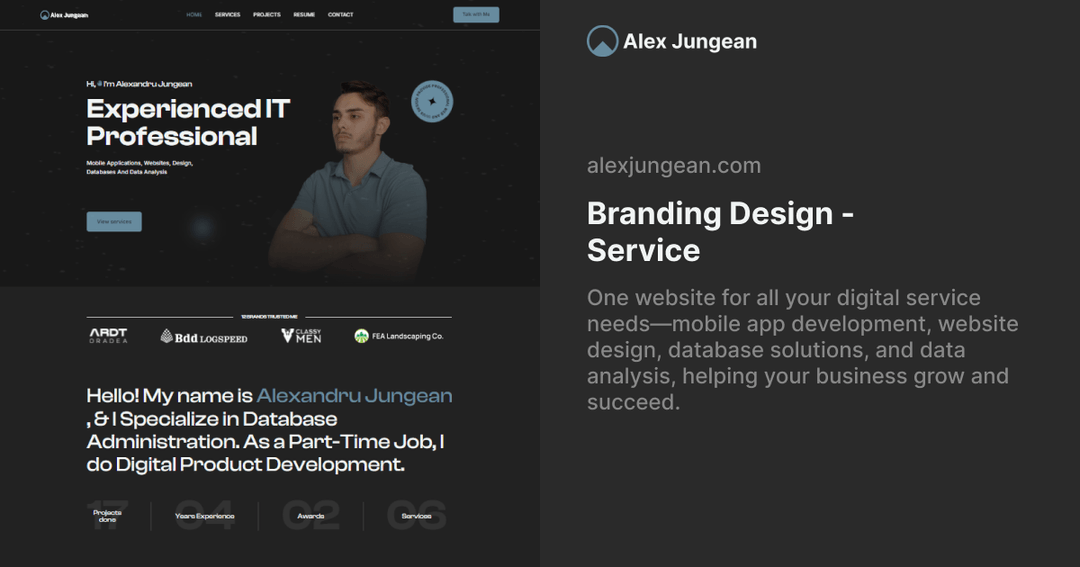 Alex Jungean
HOME SERVICES PROJECTS RESUME CONTACT
Talk with Me
Hi, I'm Alexandru Jungean
Experienced IT
Professional
Mobile Applications, Websites, Design,
Databases And Data Analysis
View services
12 BRANDS TRUSTED ME
ARDT
ORADEA
Bdd LOGSPEED
CLASSY
MEN
FEA Landscaping Co.
Hello! My name is Alexandru Jungean
, & I Specialize in Database
Administration. As a Part-Time Job, I
do Digital Product Development.
17
Projects
done
04
Years Experience
02
Awards
06
Services
Alex Jungean
alexjungean.com
Branding Design -
Service
One website for all your digital service
needs—mobile app development, website
design, database solutions, and data
analysis, helping your business grow and
succeed.